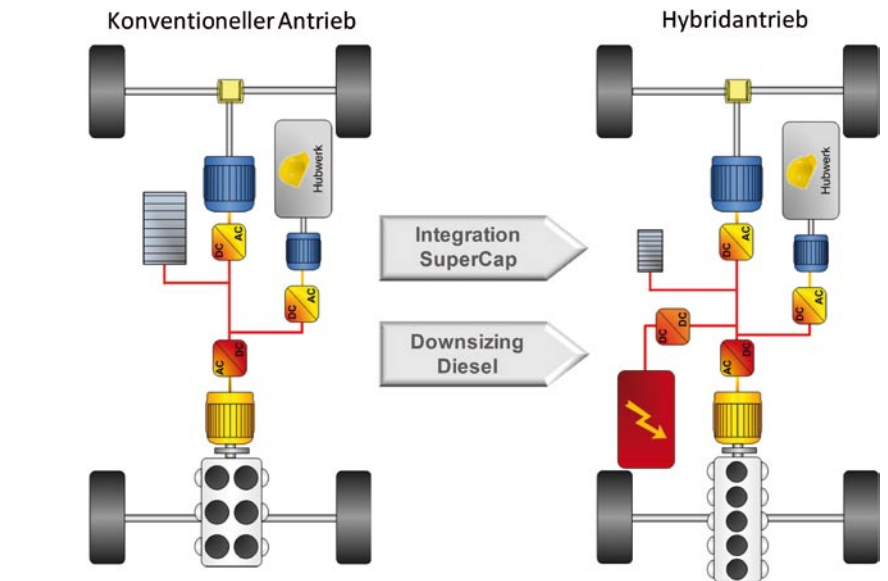 Konventioneller Antrieb
Hybridantrieb
Hubwerk
DC
AC
DC
AC
AC
DC
Integration
SuperCap
Downsizing
Diesel
Hubwerk
DC
AC
DC
AC
DC
DC
AC
DC